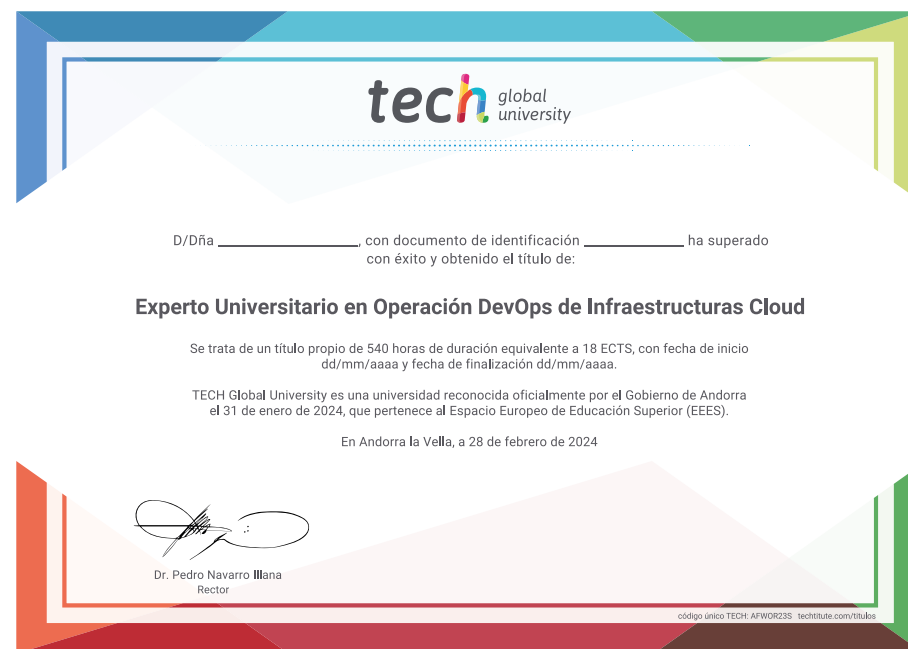 tech global university
D/Dña ____________________, con documento de identificación ______________ ha superado
con éxito y obtenido el título de:
Experto Universitario en Operación DevOps de Infraestructuras Cloud
Se trata de un título propio de 540 horas de duración equivalente a 18 ECTS, con fecha de inicio
dd/mm/aaaa y fecha de finalización dd/mm/aaaa.
TECH Global University es una universidad reconocida oficialmente por el Gobierno de Andorra
el 31 de enero de 2024, que pertenece al Espacio Europeo de Educación Superior (EEES).
En Andorra la Vella, a 28 de febrero de 2024
Dr. Pedro Navarro Illana
Rector
código único TECH: AFWOR23S techtitute.com/titulos